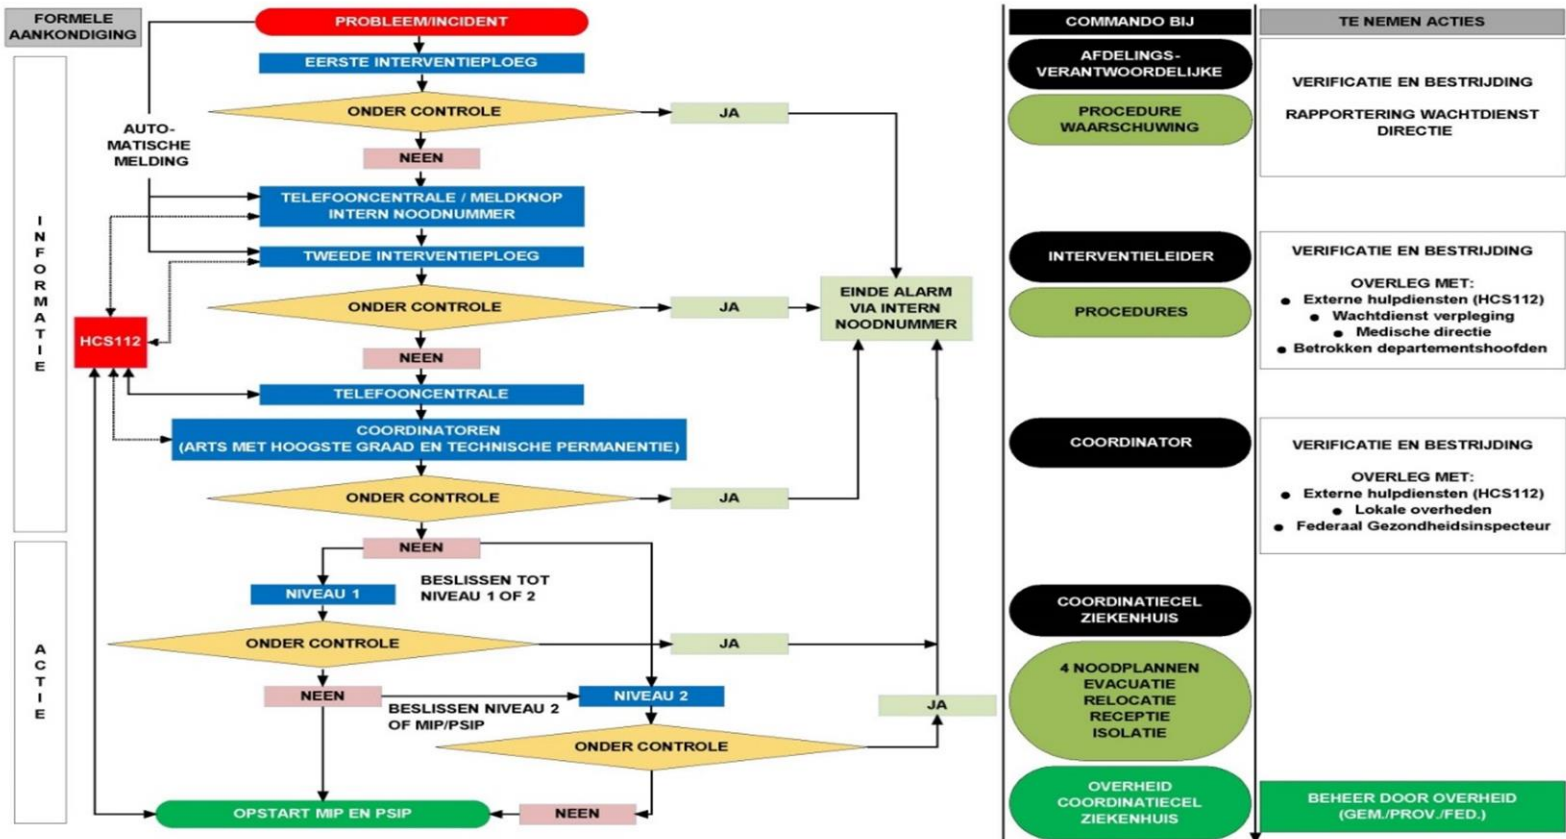 FORMELE
AANKONDIGING
PROBLEEM/INCIDENT
EERSTE INTERVENTIEPLOEG
ONDER CONTROLE
JA
AUTO-
MATISCHE
MELDING
NEEN
TELEFOONCENTRALE / MELDKNOP
INTERN NOODNUMMER
TWEEDE INTERVENTIEPLOEG
ONDER CONTROLE
JA
EINDE ALARM
VIA INTERN
NOODNUMMER
HCS112
NEEN
TELEFOONCENTRALE
COORDINATOREN
(ARTS MET HOOGSTE GRAAD EN TECHNISCHE PERMANENTIE)
ONDER CONTROLE
JA
NEEN
BESLISSEN TOT
NIVEAU 1 OF 2
NIVEAU 1
ONDER CONTROLE
JA
NEEN
BESLISSEN NIVEAU 2
OF MIP/PSIP
NIVEAU 2
JA
ONDER CONTROLE
NEEN
OPSTART MIP EN PSIP
INFORMATIE
ACTIE
COMMANDO BIJ
AFDELINGS-
VERANTWOORDELIJKE
PROCEDURE
WAARSCHUWING
INTERVENTIELEIDER
PROCEDURES
COORDINATOR
COORDINATIECEL
ZIEKENHUIS
4 NOODPLANNEN
EVACUATIE
RELOCATIE
RECEPTIE
ISOLATIE
OVERHEID
COORDINATIECEL
ZIEKENHUIS
TE NEMEN ACTIES
VERIFICATIE EN BESTRIJDING
RAPPORTERING WACHTDIENST
DIRECTIE
VERIFICATIE EN BESTRIJDING
OVERLEG MET:
● Externe hulpdiensten (HCS112)
● Wachtdienst verpleging
● Medische directie
● Betrokken departementshoofden
VERIFICATIE EN BESTRIJDING
OVERLEG MET:
● Externe hulpdiensten (HCS112)
● Lokale overheden
● Federaal Gezondheidsinspecteur
BEHEER DOOR OVERHEID
(GEM./PROV./FED.)